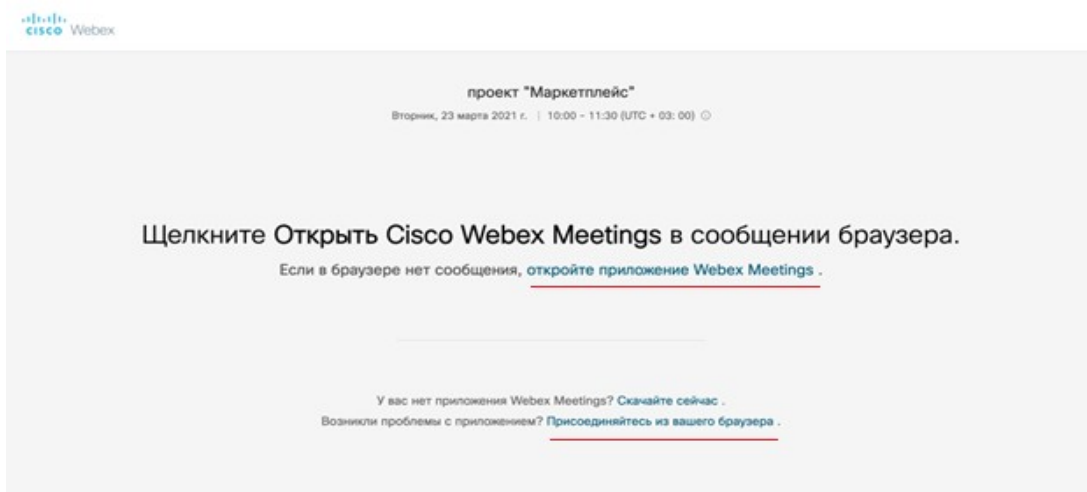 cisco Webex
проект "Маркетплейс"
Вторник, 23 марта 2021 г. | 10:00 - 11:30 (UTC + 03: 00)
Щелкните Открыть Cisco Webex Meetings в сообщении браузера.
Если в браузере нет сообщения, откройте приложение Webex Meetings .
У вас нет приложения Webex Meetings? Скачайте сейчас .
Возникли проблемы с приложением? Присоединяйтесь из вашего браузера .